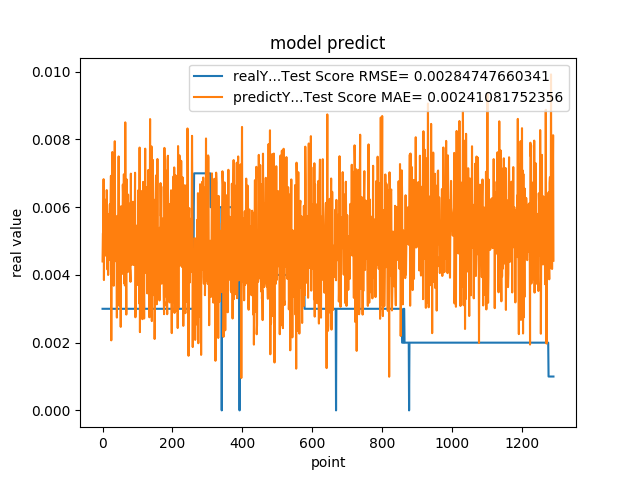 model predict
realY...Test Score RMSE= 0.00284747660341
predictY...Test Score MAE= 0.00241081752356
0.010
0.008
0.006
0.004
0.002
0.000
real value
0 200 400 600 800 1000 1200
point